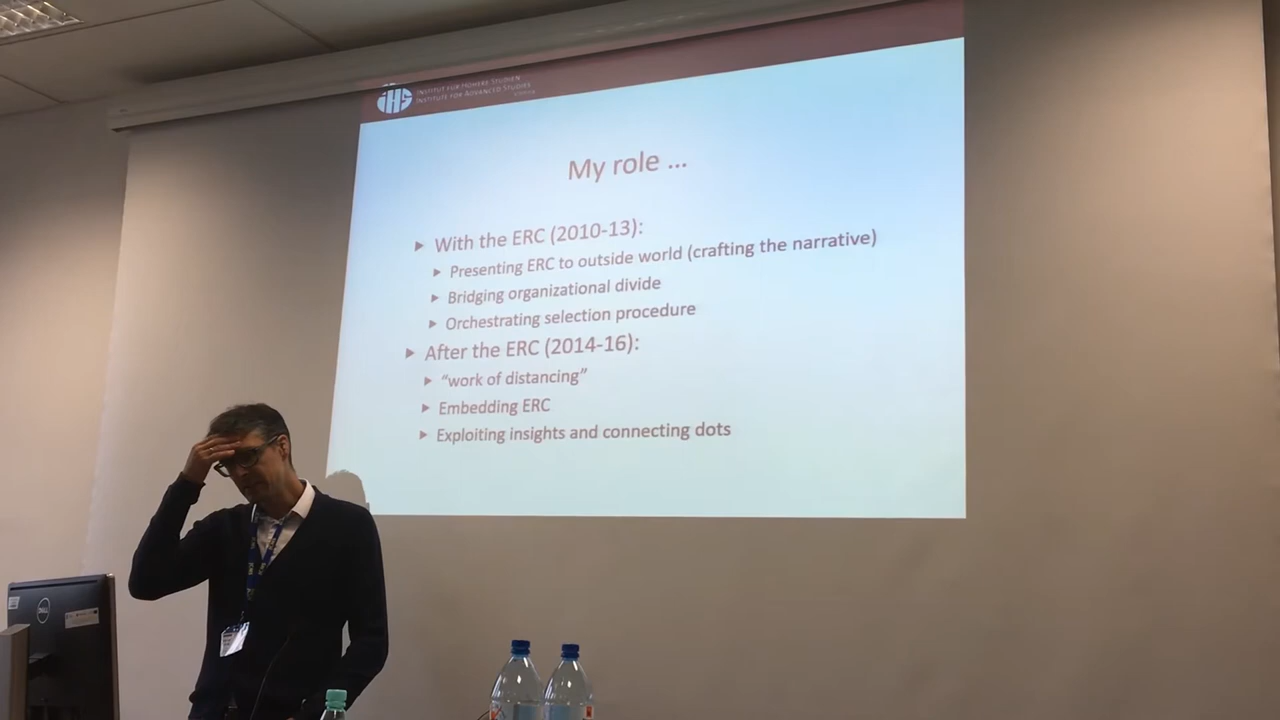 iHS
INSTITUT FÜR HÖHERE STUDIEN
INSTITUTE FOR ADVANCED STUDIES
My role ...
With the ERC (2010-13):
Presenting ERC to outside world (crafting the narrative)
Bridging organizational divide
Orchestrating selection procedure
After the ERC (2014-16):
“work of distancing”
Embedding ERC
Exploiting insights and connecting dots
DELL